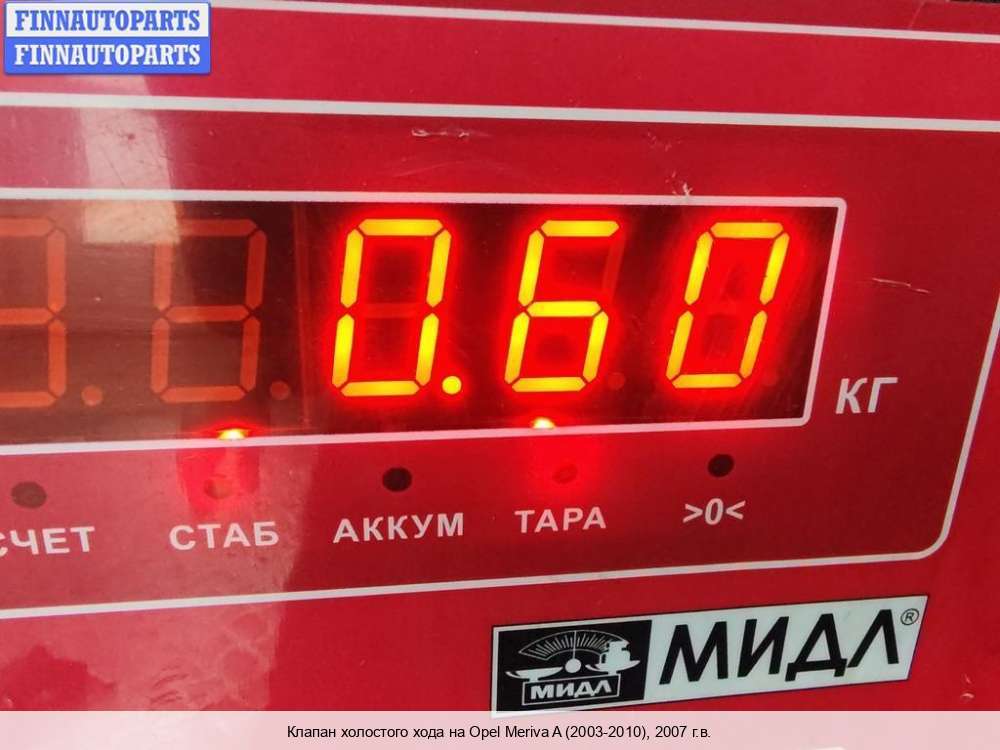 FINNAUTOPARTS
FINNAUTOPARTS
0.60
КГ
СЧЕТ СТАБ АККУМ ТАРА >0<
МИДЛ МИДЛ®
Клапан холостого хода на Opel Meriva A (2003-2010), 2007 г.в.